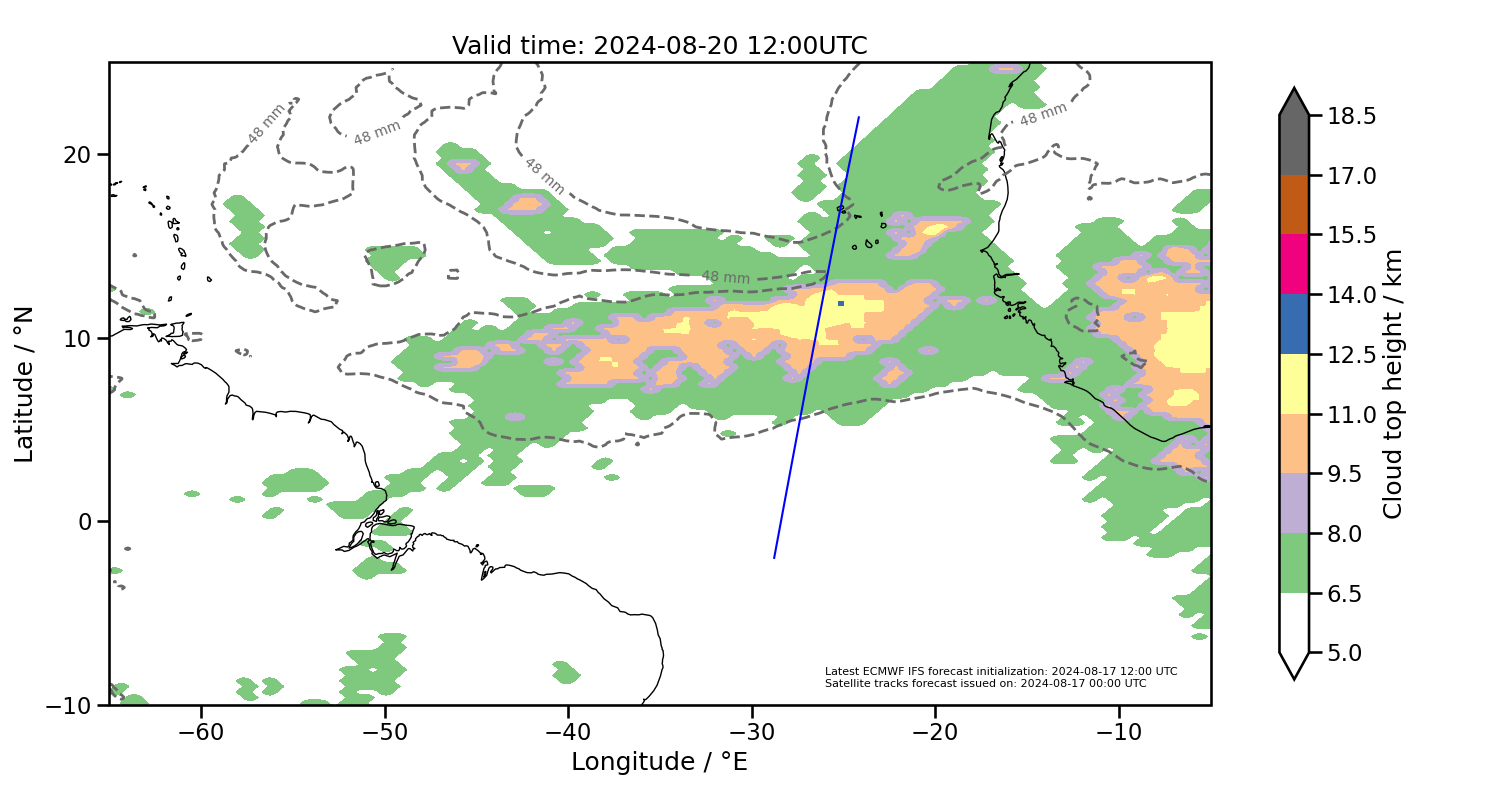 Valid time: 2024-08-20 12:00UTC
48 mm
48 mm
48 mm
48 mm
48 mm
20
10
0
−10
Latitude / °N
−60
−50
−40
−30
−20
−10
Longitude / °E
Latest ECMWF IFS forecast initialization: 2024-08-17 12:00 UTC
Satellite tracks forecast issued on: 2024-08-17 00:00 UTC
18.5
17.0
15.5
14.0
12.5
11.0
9.5
8.0
6.5
5.0
Cloud top height / km